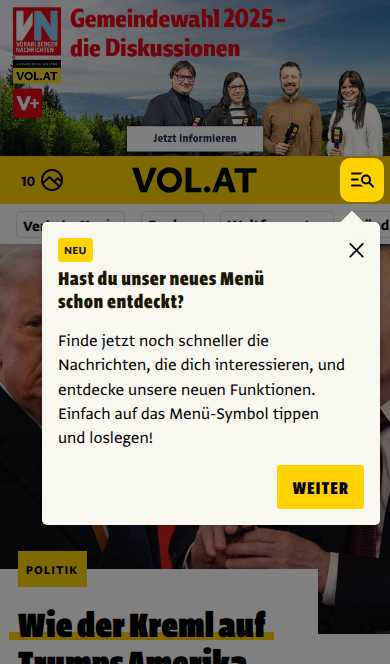 Gemeindewahl 2025 –
die Diskussionen
VN
VORARLBERGER
NACHRICHTEN
VOL.AT
V+
Jetzt informieren
10
VOL.AT
NEU
Hast du unser neues Menü
schon entdeckt?
Finde jetzt noch schneller die
Nachrichten, die dich interessieren, und
entdecke unsere neuen Funktionen.
Einfach auf das Menü-Symbol tippen
und loslegen!
WEITER
POLITIK
Wie der Kreml auf
Trumps Amerika